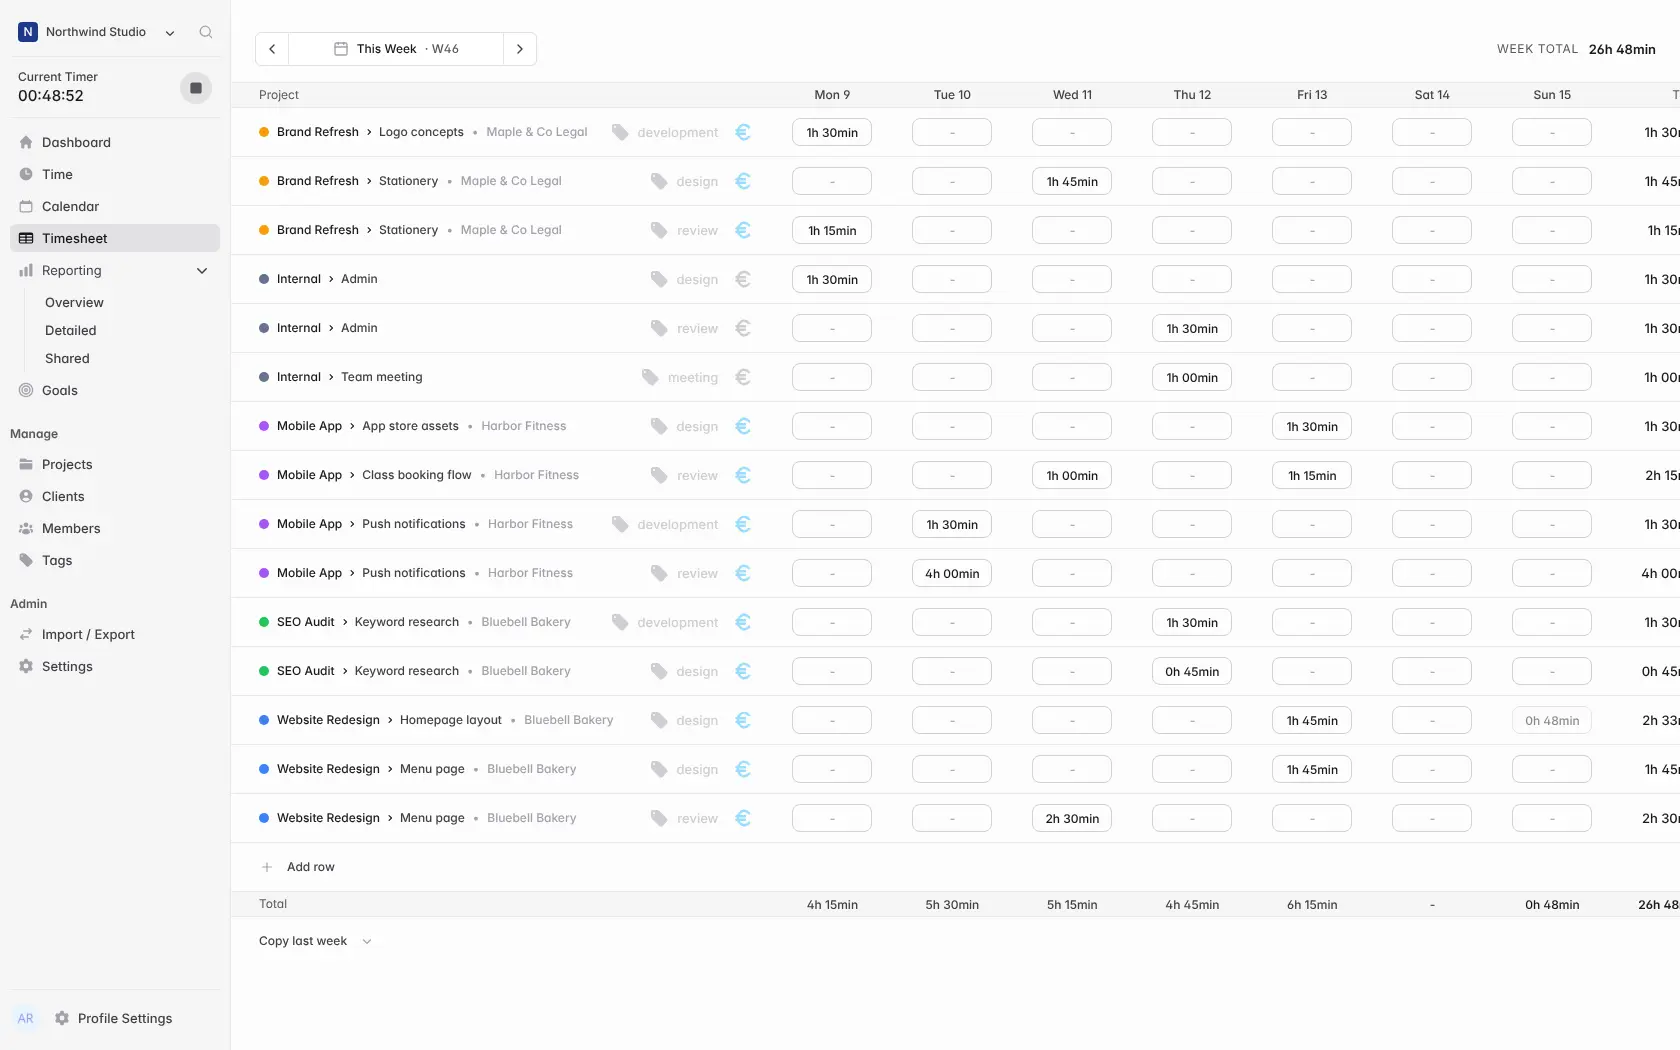 N Northwind Studio
Current Timer
00:48:52
Dashboard
Time
Calendar
Timesheet
Reporting
Overview
Detailed
Shared
Goals
Manage
Projects
Clients
Members
Tags
Admin
Import / Export
Settings
AR Profile Settings
This Week · W46
WEEK TOTAL 26h 48min
Project Mon 9 Tue 10 Wed 11 Thu 12 Fri 13 Sat 14 Sun 15
Brand Refresh › Logo concepts • Maple & Co Legal development € 1h 30min - - - - - - 1h 30
Brand Refresh › Stationery • Maple & Co Legal design € - - 1h 45min - - - - 1h 45
Brand Refresh › Stationery • Maple & Co Legal review € 1h 15min - - - - - - 1h 15
Internal › Admin design € 1h 30min - - - - - - 1h 30
Internal › Admin review € - - - 1h 30min - - - 1h 30
Internal › Team meeting meeting € - - - 1h 00min - - - 1h 00
Mobile App › App store assets • Harbor Fitness design € - - - - 1h 30min - - 1h 30
Mobile App › Class booking flow • Harbor Fitness review € - - 1h 00min - 1h 15min - - 2h 15
Mobile App › Push notifications • Harbor Fitness development € - 1h 30min - - - - - 1h 30
Mobile App › Push notifications • Harbor Fitness review € - 4h 00min - - - - - 4h 00
SEO Audit › Keyword research • Bluebell Bakery development € - - - 1h 30min - - - 1h 30
SEO Audit › Keyword research • Bluebell Bakery design € - - - 0h 45min - - - 0h 45
Website Redesign › Homepage layout • Bluebell Bakery design € - - - - 1h 45min - 0h 48min 2h 33
Website Redesign › Menu page • Bluebell Bakery design € - - - - 1h 45min - - 1h 45
Website Redesign › Menu page • Bluebell Bakery review € - - 2h 30min - - - - 2h 30
+ Add row
Total 4h 15min 5h 30min 5h 15min 4h 45min 6h 15min - 0h 48min 26h 48
Copy last week